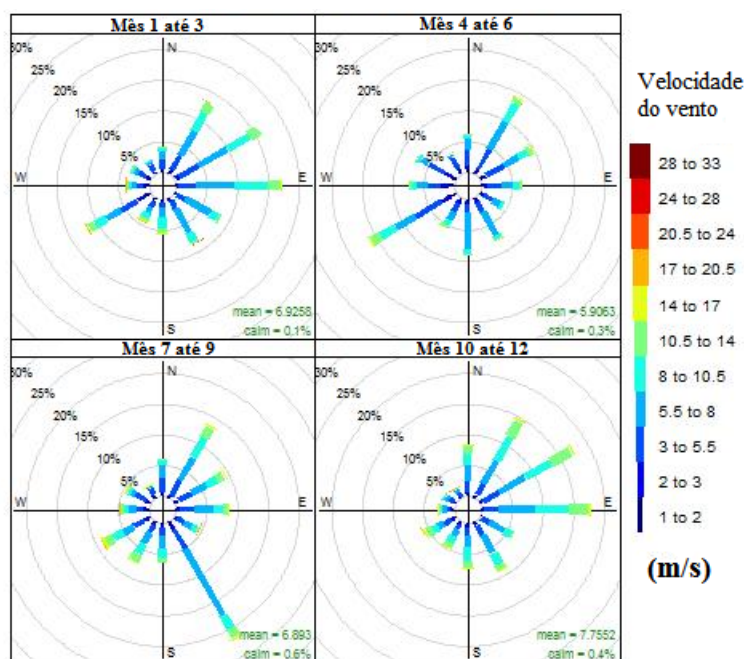 Mês 1 até 3
30%
25%
20%
15%
10%
5%
N
W
E
S
mean = 6.9258
calm = 0.1%
Mês 4 até 6
30%
25%
20%
15%
10%
5%
N
W
E
S
mean = 5.9063
calm = 0.3%
Mês 7 até 9
30%
25%
20%
15%
10%
5%
N
W
E
S
mean = 6.893
calm = 0.6%
Mês 10 até 12
30%
25%
20%
15%
10%
5%
N
W
E
S
mean = 7.7552
calm = 0.4%
Velocidade
do vento
28 to 33
24 to 28
20.5 to 24
17 to 20.5
14 to 17
10.5 to 14
8 to 10.5
5.5 to 8
3 to 5.5
2 to 3
1 to 2
(m/s)